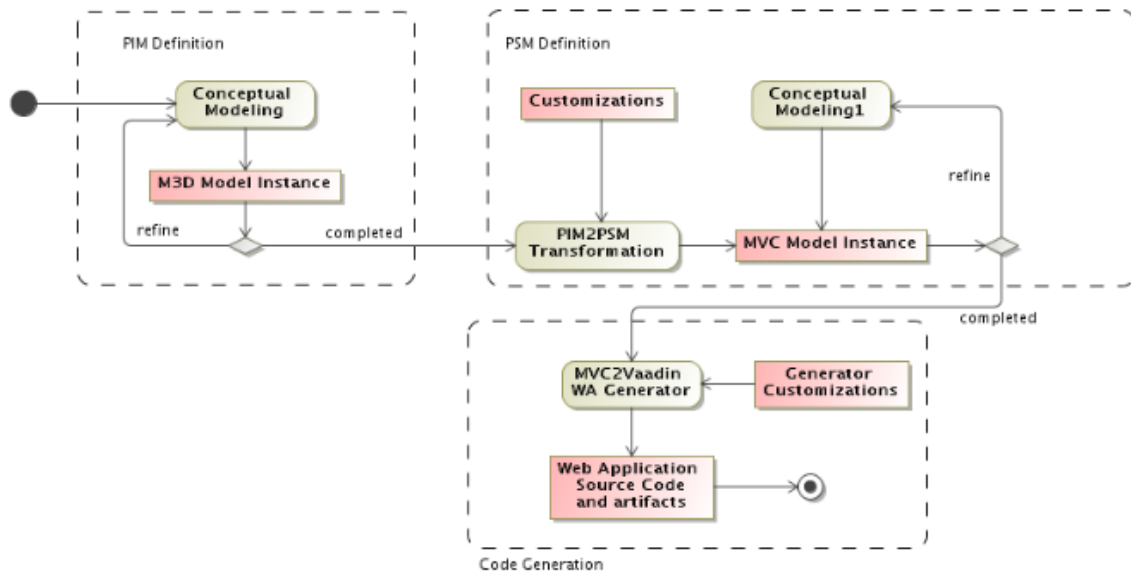 PIM Definition
Conceptual
Modeling
M3D Model Instance
refine
completed
PSM Definition
Customizations
Conceptual
Modeling1
refine
PIM2PSM
Transformation
MVC Model Instance
completed
MVC2Vaadin
WA Generator
Generator
Customizations
Web Application
Source Code
and artifacts
Code Generation